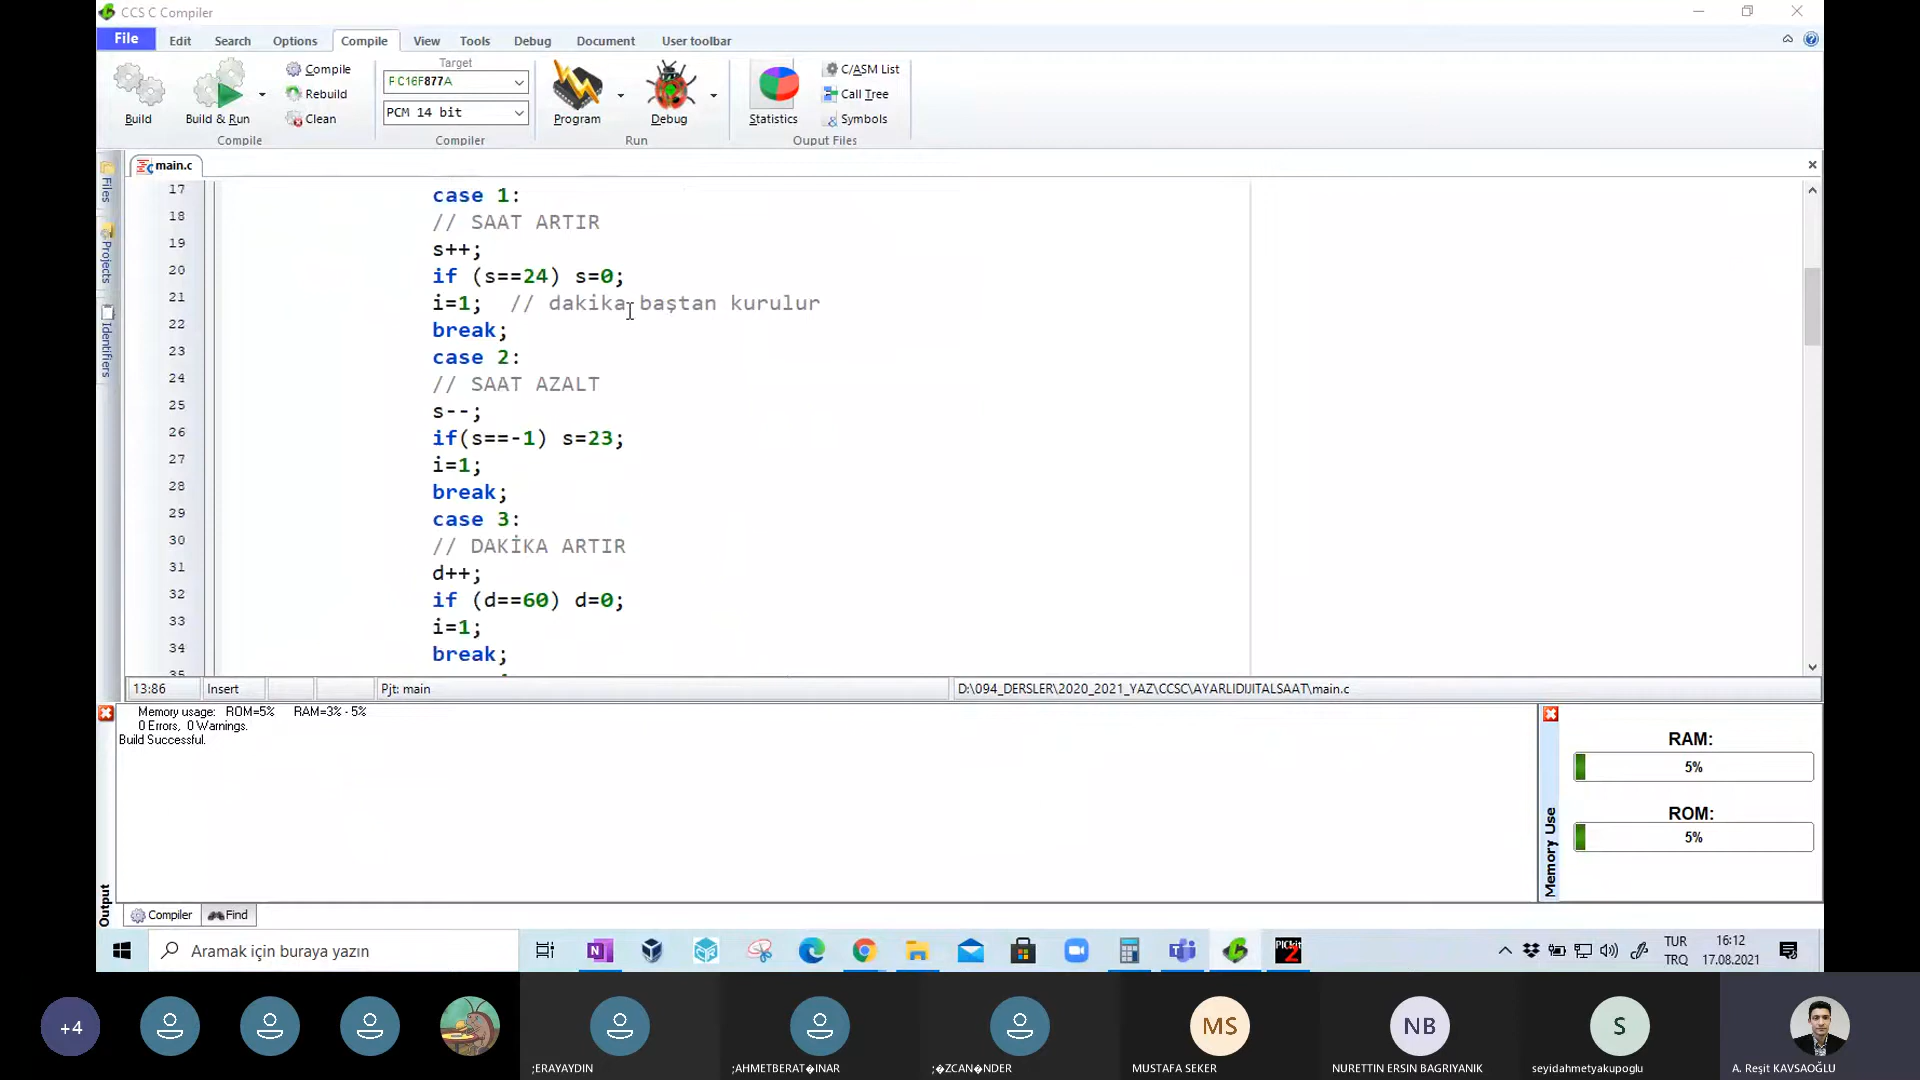 CCS C Compiler
File Edit Search Options Compile View Tools Debug Document User toolbar
Build
Build & Run
Compile
Rebuild
Clean
Compile
Target
PIC16F877A
PCM 14 bit
Compiler
Program
Debug
Run
Statistics
C/ASM List
Call Tree
Symbols
Ouput Files
Files
Projects
Identifiers
main.c
17 case 1:
18 // SAAT ARTIR
19 s++;
20 if (s==24) s=0;
21 i=1; // dakika baştan kurulur
22 break;
23 case 2:
24 // SAAT AZALT
25 s--;
26 if(s==-1) s=23;
27 i=1;
28 break;
29 case 3:
30 // DAKİKA ARTIR
31 d++;
32 if (d==60) d=0;
33 i=1;
34 break;
35
13:86 Insert Pjt: main D:\094_DERSLER\2020_2021_YAZ\CCSC\AYARLIDIJITALSAAT\main.c
Memory usage: ROM=5% RAM=3% - 5%
0 Errors, 0 Warnings.
Build Successful.
Output
Compiler Find
Memory Use
RAM:
5%
ROM:
5%
Aramak için buraya yazın
PICkit
2
TUR
TRQ
16:12
17.08.2021
+4
MS
NB
S
;ERAYAYDIN
;AHMETBERAT�INAR
;�ZCAN�NDER
MUSTAFA SEKER
NURETTIN ERSIN BAGRIYANIK
seyidahmetyakupoglu
A. Reşit KAVSAOĞLU